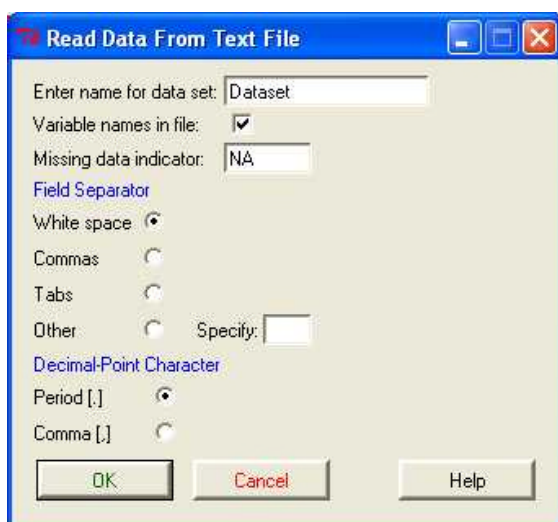 Read Data From Text File
Enter name for data set: Dataset
Variable names in file:
Missing data indicator: NA
Field Separator
White space
Commas
Tabs
Other Specify:
Decimal-Point Character
Period [.]
Comma [,]
OK Cancel Help